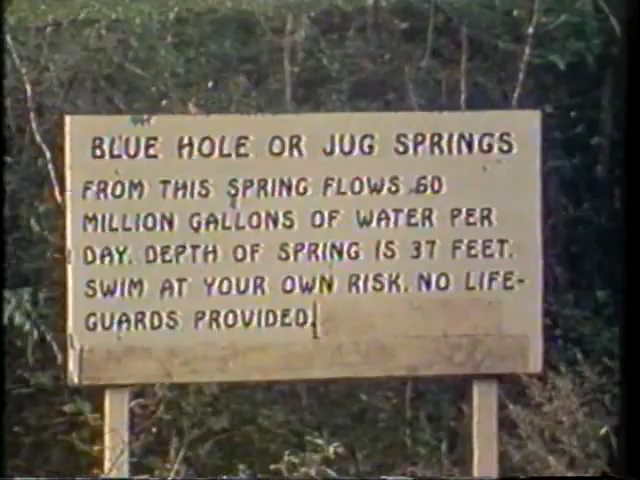 BLUE HOLE OR JUG SPRINGS
FROM THIS SPRING FLOWS 60
MILLION GALLONS OF WATER PER
DAY. DEPTH OF SPRING IS 37 FEET.
SWIM AT YOUR OWN RISK. NO LIFE-
GUARDS PROVIDED.